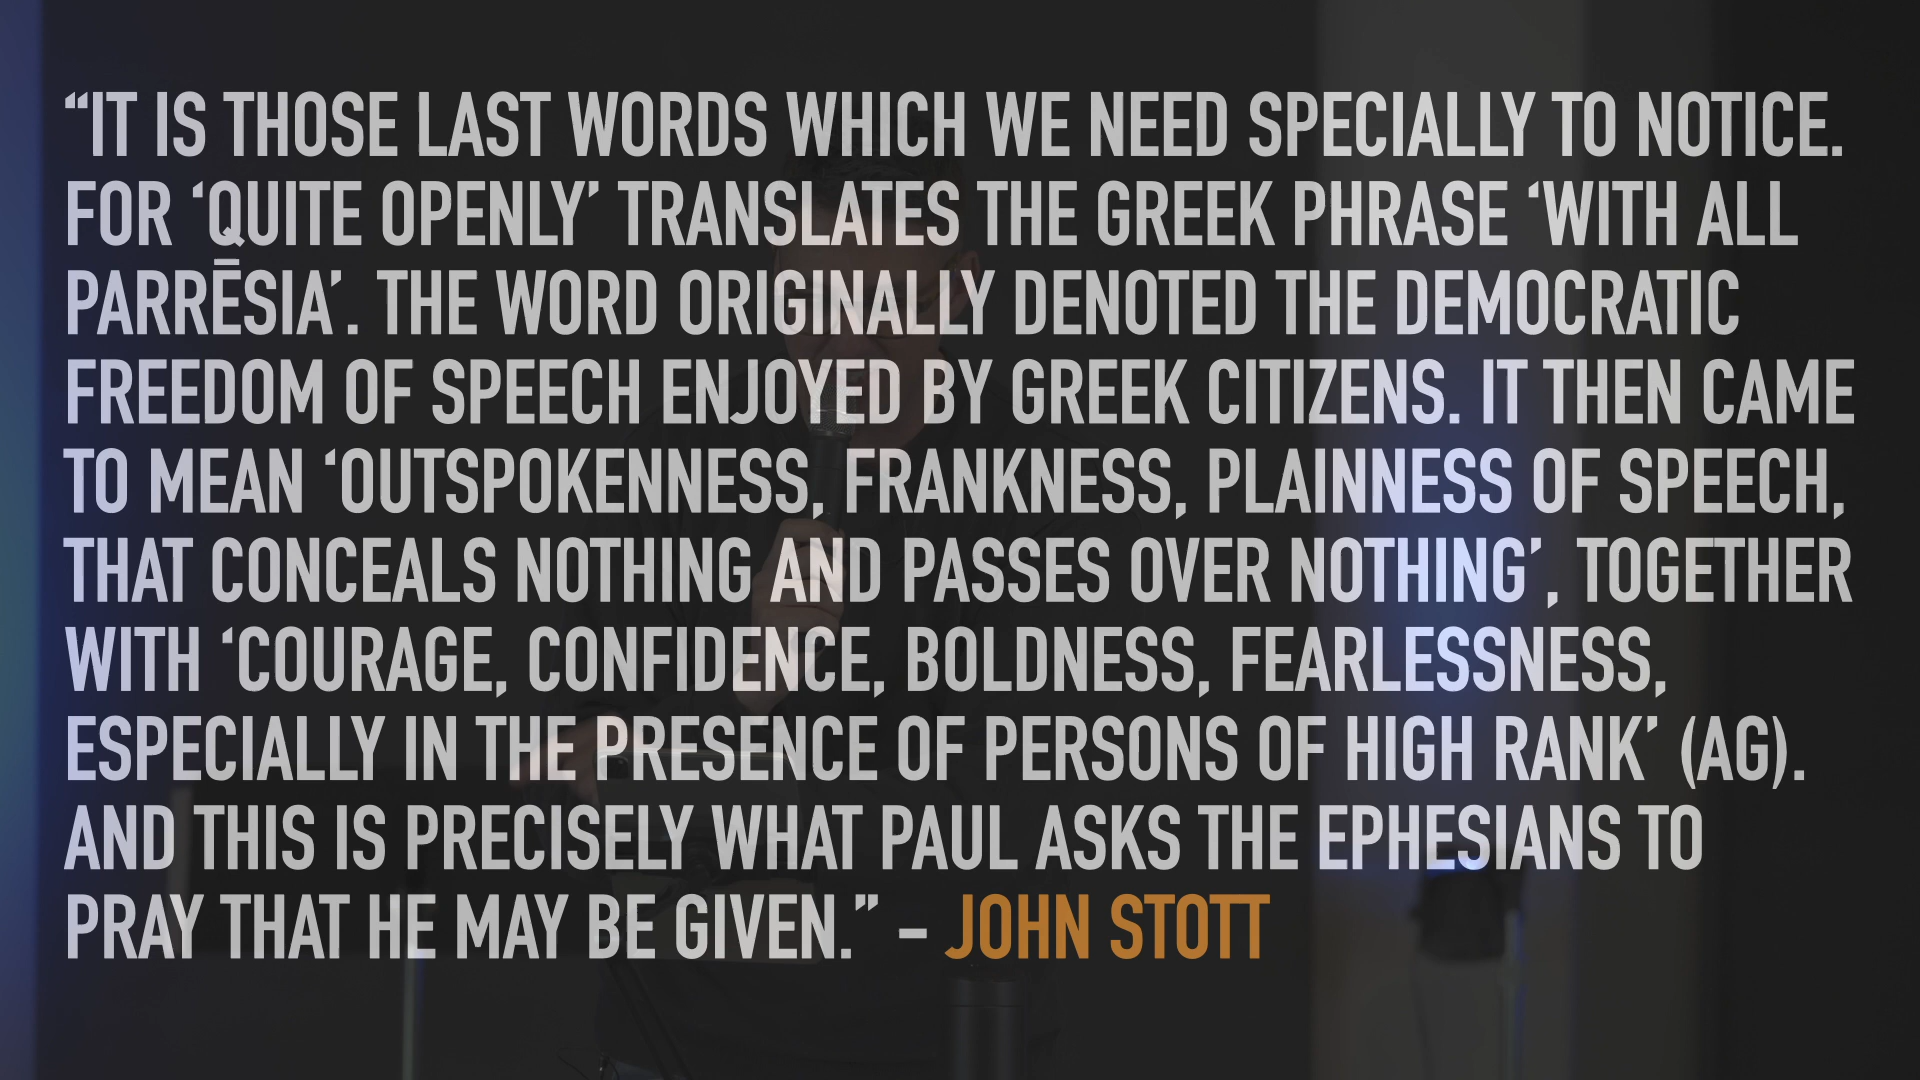 “IT IS THOSE LAST WORDS WHICH WE NEED SPECIALLY TO NOTICE.
FOR ‘QUITE OPENLY’ TRANSLATES THE GREEK PHRASE ‘WITH ALL
PARRĒSIA’. THE WORD ORIGINALLY DENOTED THE DEMOCRATIC
FREEDOM OF SPEECH ENJOYED BY GREEK CITIZENS. IT THEN CAME
TO MEAN ‘OUTSPOKENNESS, FRANKNESS, PLAINNESS OF SPEECH,
THAT CONCEALS NOTHING AND PASSES OVER NOTHING’, TOGETHER
WITH ‘COURAGE, CONFIDENCE, BOLDNESS, FEARLESSNESS,
ESPECIALLY IN THE PRESENCE OF PERSONS OF HIGH RANK’ (AG).
AND THIS IS PRECISELY WHAT PAUL ASKS THE EPHESIANS TO
PRAY THAT HE MAY BE GIVEN.” - JOHN STOTT